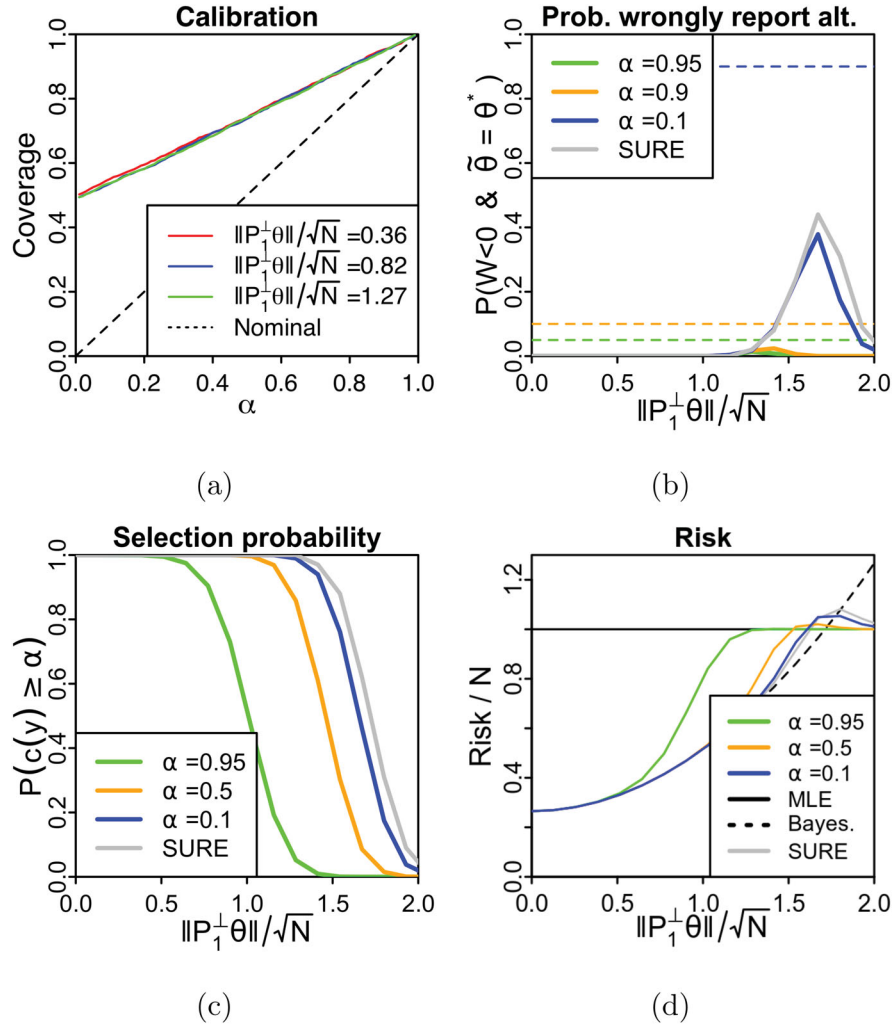 Calibration
Coverage
0.0 0.2 0.4 0.6 0.8 1.0
||P₁^⊥θ||/√N =0.36
||P₁^⊥θ||/√N =0.82
||P₁^⊥θ||/√N =1.27
Nominal
0.0 0.2 0.4 0.6 0.8 1.0
α
(a)
Prob. wrongly report alt.
P(W<0 & θ̃ = θ*)
0.0 0.2 0.4 0.6 0.8 1.0
α =0.95
α =0.9
α =0.1
SURE
0.0 0.5 1.0 1.5 2.0
||P₁^⊥θ||/√N
(b)
Selection probability
P(c(y) ≥ α)
0.0 0.2 0.4 0.6 0.8 1.0
α =0.95
α =0.5
α =0.1
SURE
0.0 0.5 1.0 1.5 2.0
||P₁^⊥θ||/√N
(c)
Risk
Risk / N
0.0 0.4 0.8 1.2
α =0.95
α =0.5
α =0.1
MLE
Bayes.
SURE
0.0 0.5 1.0 1.5 2.0
||P₁^⊥θ||/√N
(d)